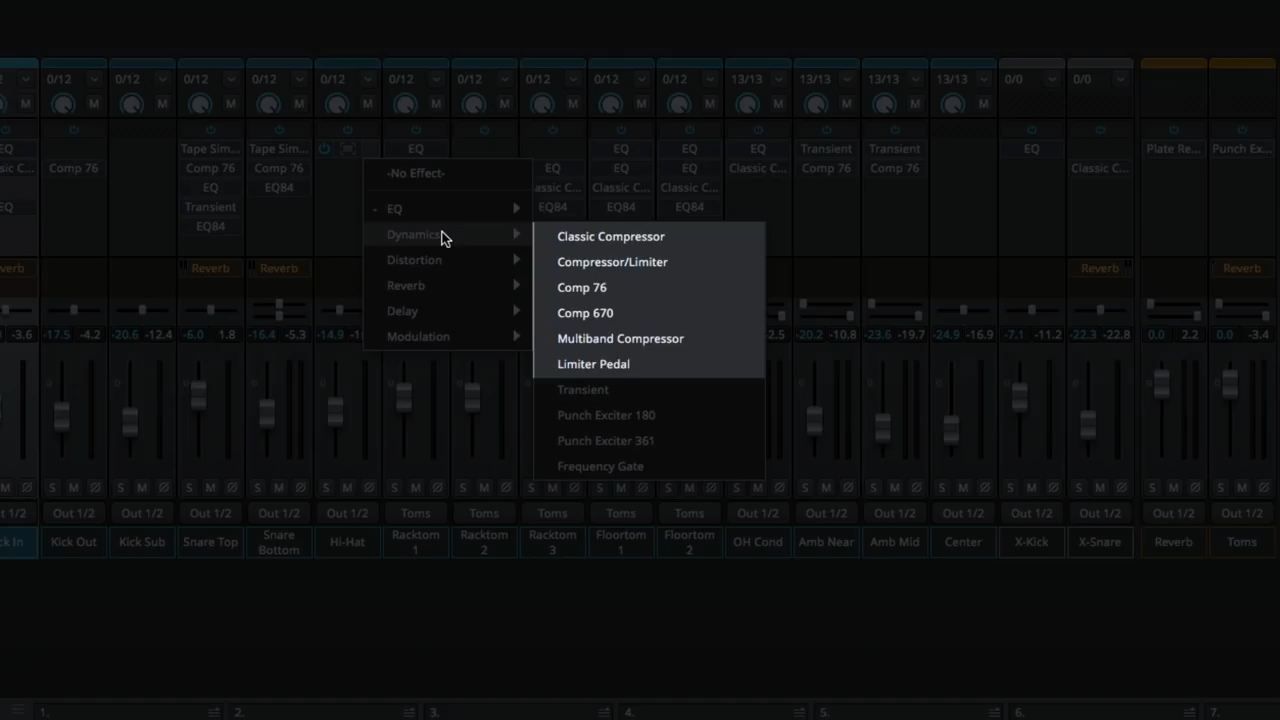 0/12 0/12 0/12 0/12 0/12 0/12 0/12 0/12 0/12 0/12 13/13 13/13 13/13 13/13 0/0 0/0
M M M M M M M M M M M M M M
EQ Tape Sim... Tape Sim... EQ EQ EQ EQ Transient Transient EQ Plate Re... Punch Ex...
Comp 76 Comp 76 Comp 76 EQ EQ EQ Classic C... Comp 76 Classic C...
EQ EQ84 Classic C... Classic C...
EQ Transient EQ84 EQ84 EQ84
EQ84
-No Effect-
- EQ
Dynamics
Distortion
Reverb
Delay
Modulation
Classic Compressor
Compressor/Limiter
Comp 76
Comp 670
Multiband Compressor
Limiter Pedal
Transient
Punch Exciter 180
Punch Exciter 361
Frequency Gate
Reverb Reverb Reverb Reverb
-3.6 -17.5 -4.2 -20.6 -12.4 -6.0 1.8 -16.4 -5.3 -14.9 -20.2 -10.8 -23.6 -19.7 -24.9 -16.9 -7.1 -11.2 -22.3 -22.8 0.0 2.2 0.0 -3.4
M S M S M S M S M S M S M S M S M S M S M S M S M S M S M S M S M S M S M
Out 1/2 Out 1/2 Out 1/2 Out 1/2 Out 1/2 Toms Toms Toms Toms Toms Out 1/2 Out 1/2 Out 1/2 Out 1/2 Out 1/2 Out 1/2 Out 1/2 Out 1/2
Kick Out Kick Sub Snare Top Snare Bottom Hi-Hat Racktom 1 Racktom 2 Racktom 3 Floortom 1 Floortom 2 OH Cond Amb Near Amb Mid Center X-Kick X-Snare Reverb Toms
1. 2. 3. 4. 5. 6. 7.